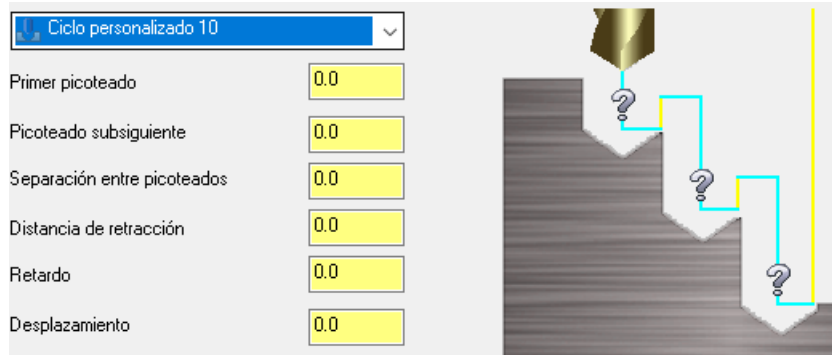 Ciclo personalizado 10
Primer picoteado 0.0
Picoteado subsiguiente 0.0
Separación entre picoteados 0.0
Distancia de retracción 0.0
Retardo 0.0
Desplazamiento 0.0
?
?
?